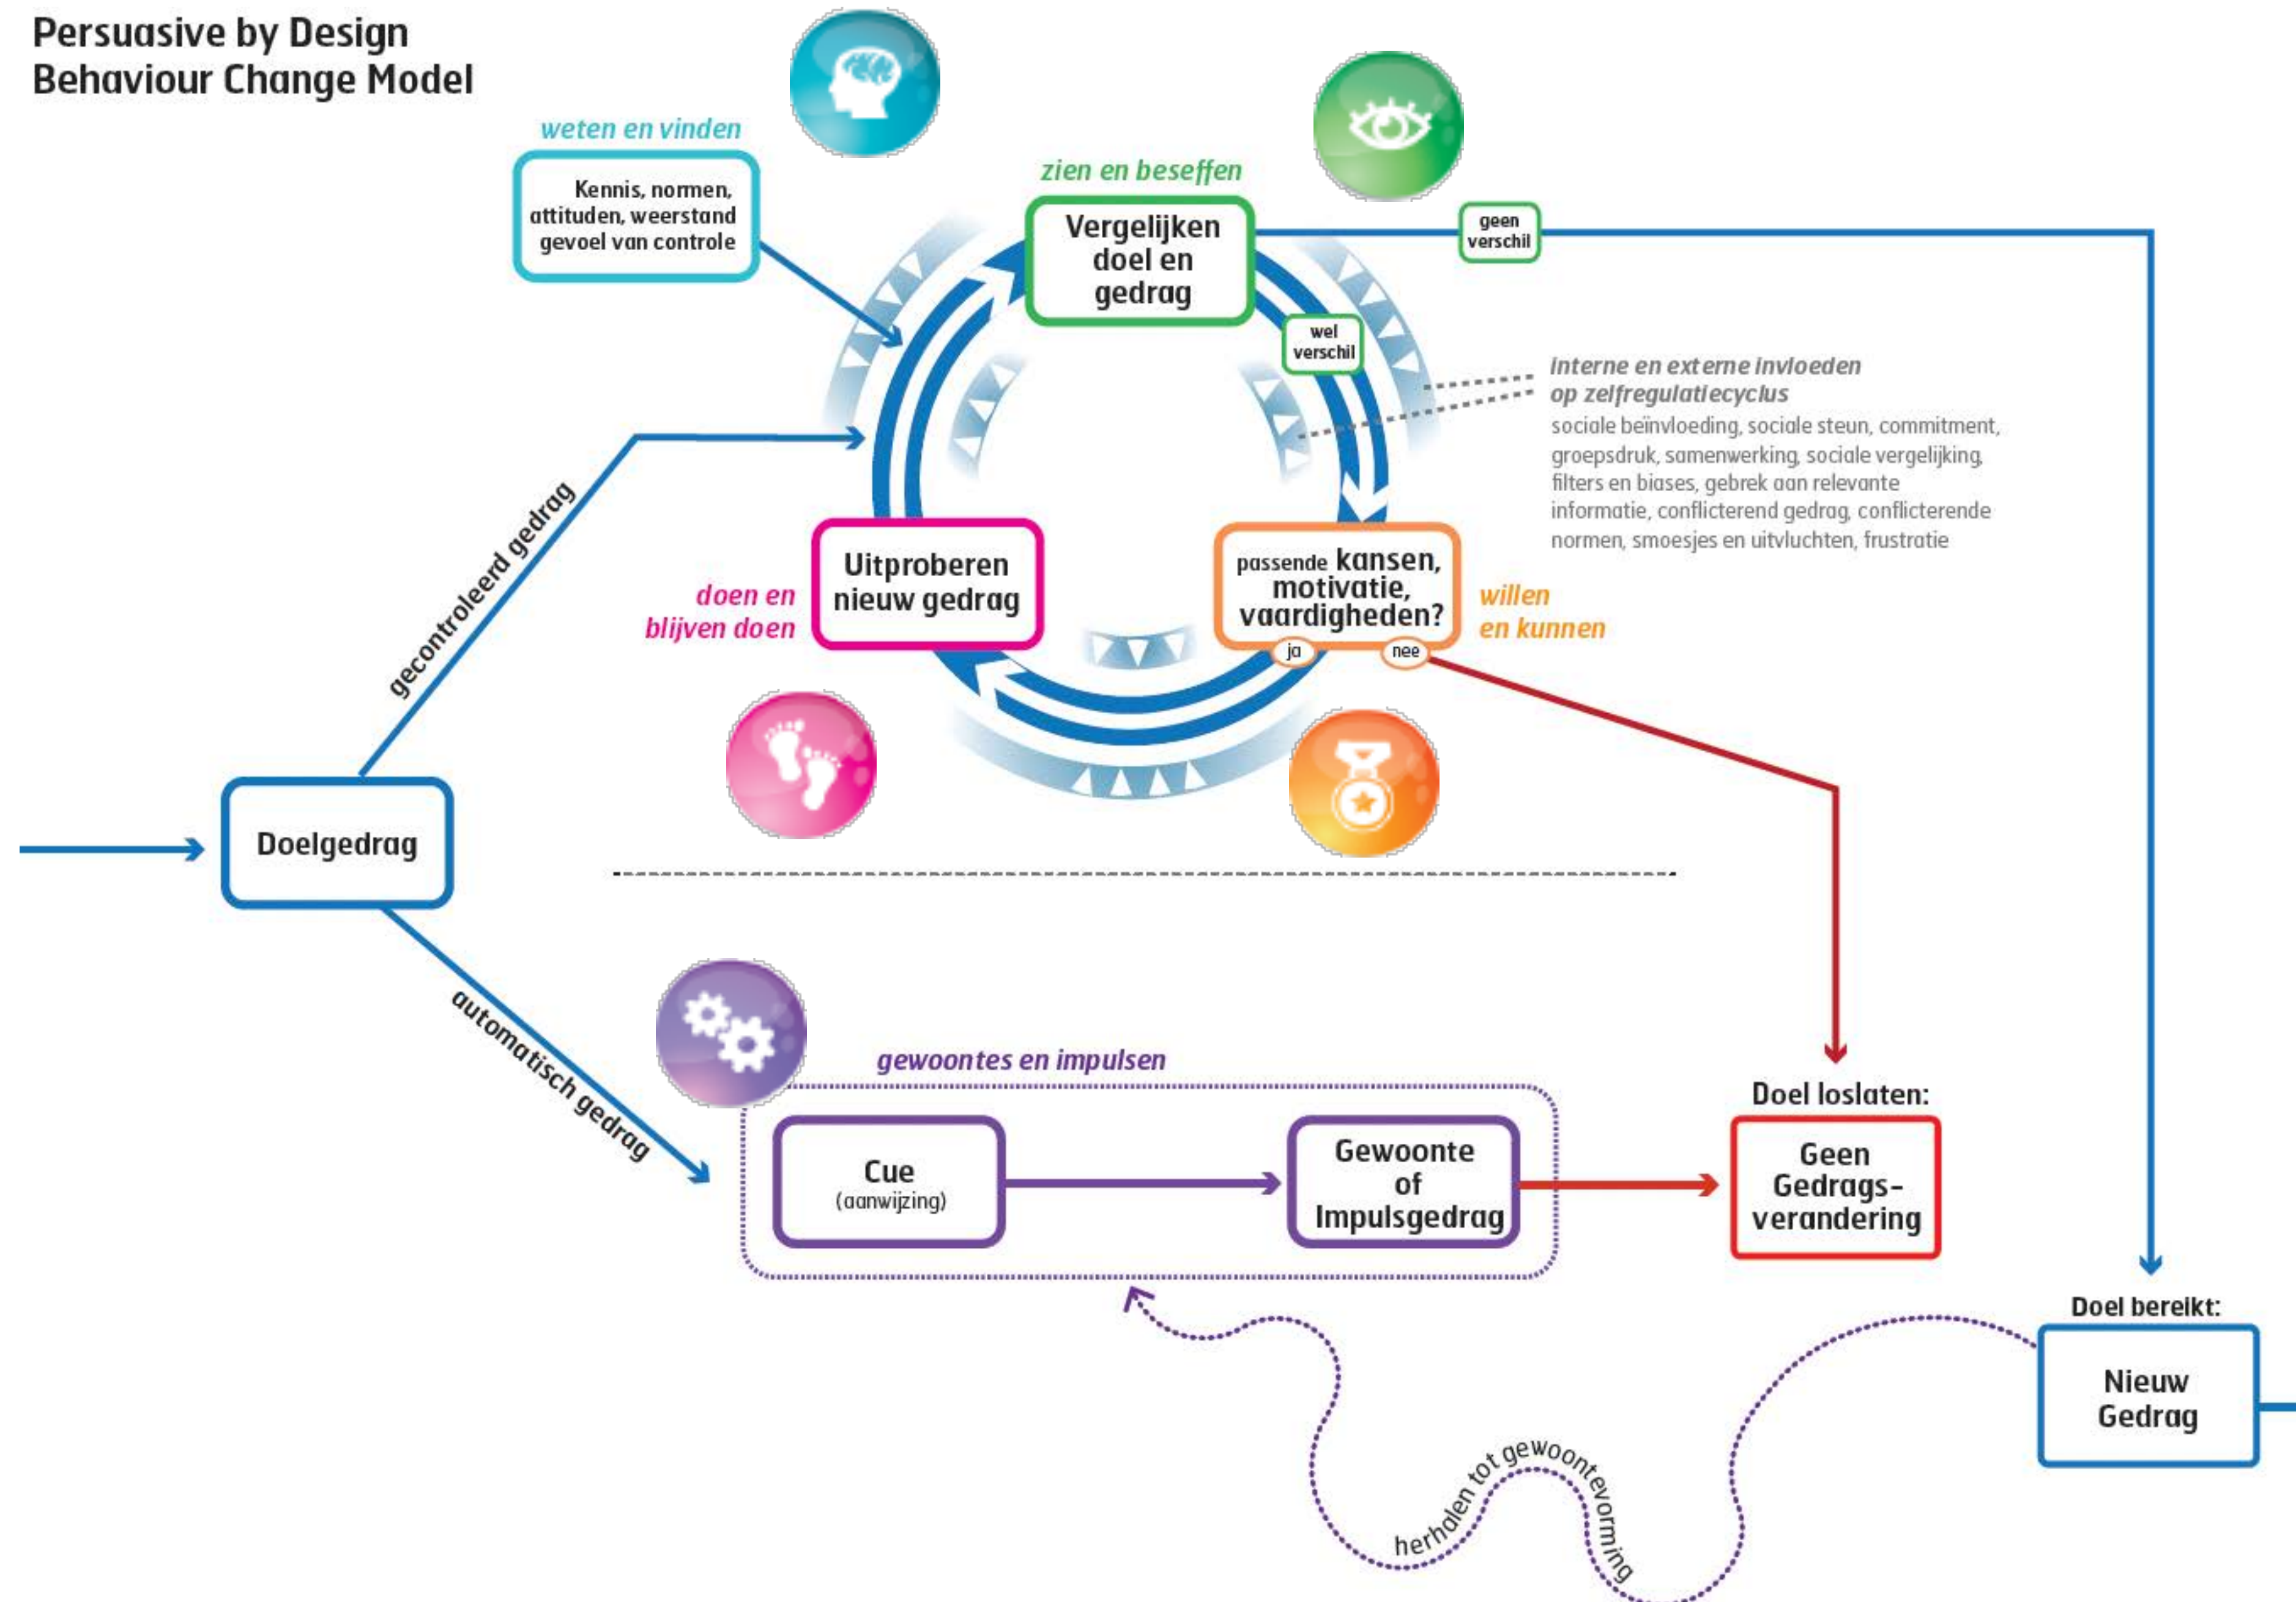 Persuasive by Design
Behaviour Change Model
weten en vinden
Kennis, normen,
attituden, weerstand
gevoel van controle
zien en beseffen
Vergelijken
doel en
gedrag
geen
verschil
wel
verschil
interne en externe invloeden
op zelfregulatiecyclus
sociale beïnvloeding, sociale steun, commitment,
groepsdruk, samenwerking, sociale vergelijking,
filters en biases, gebrek aan relevante
informatie, conflicterend gedrag, conflicterende
normen, smoesjes en uitvluchten, frustratie
gecontroleerd gedrag
doen en
blijven doen
Uitproberen
nieuw gedrag
passende kansen,
motivatie,
vaardigheden?
ja
nee
willen
en kunnen
Doelgedrag
automatisch gedrag
gewoontes en impulsen
Cue
(aanwijzing)
Gewoonte
of
Impulsgedrag
Doel loslaten:
Geen
Gedrags-
verandering
Doel bereikt:
Nieuw
Gedrag
herhalen tot gewoontevorming